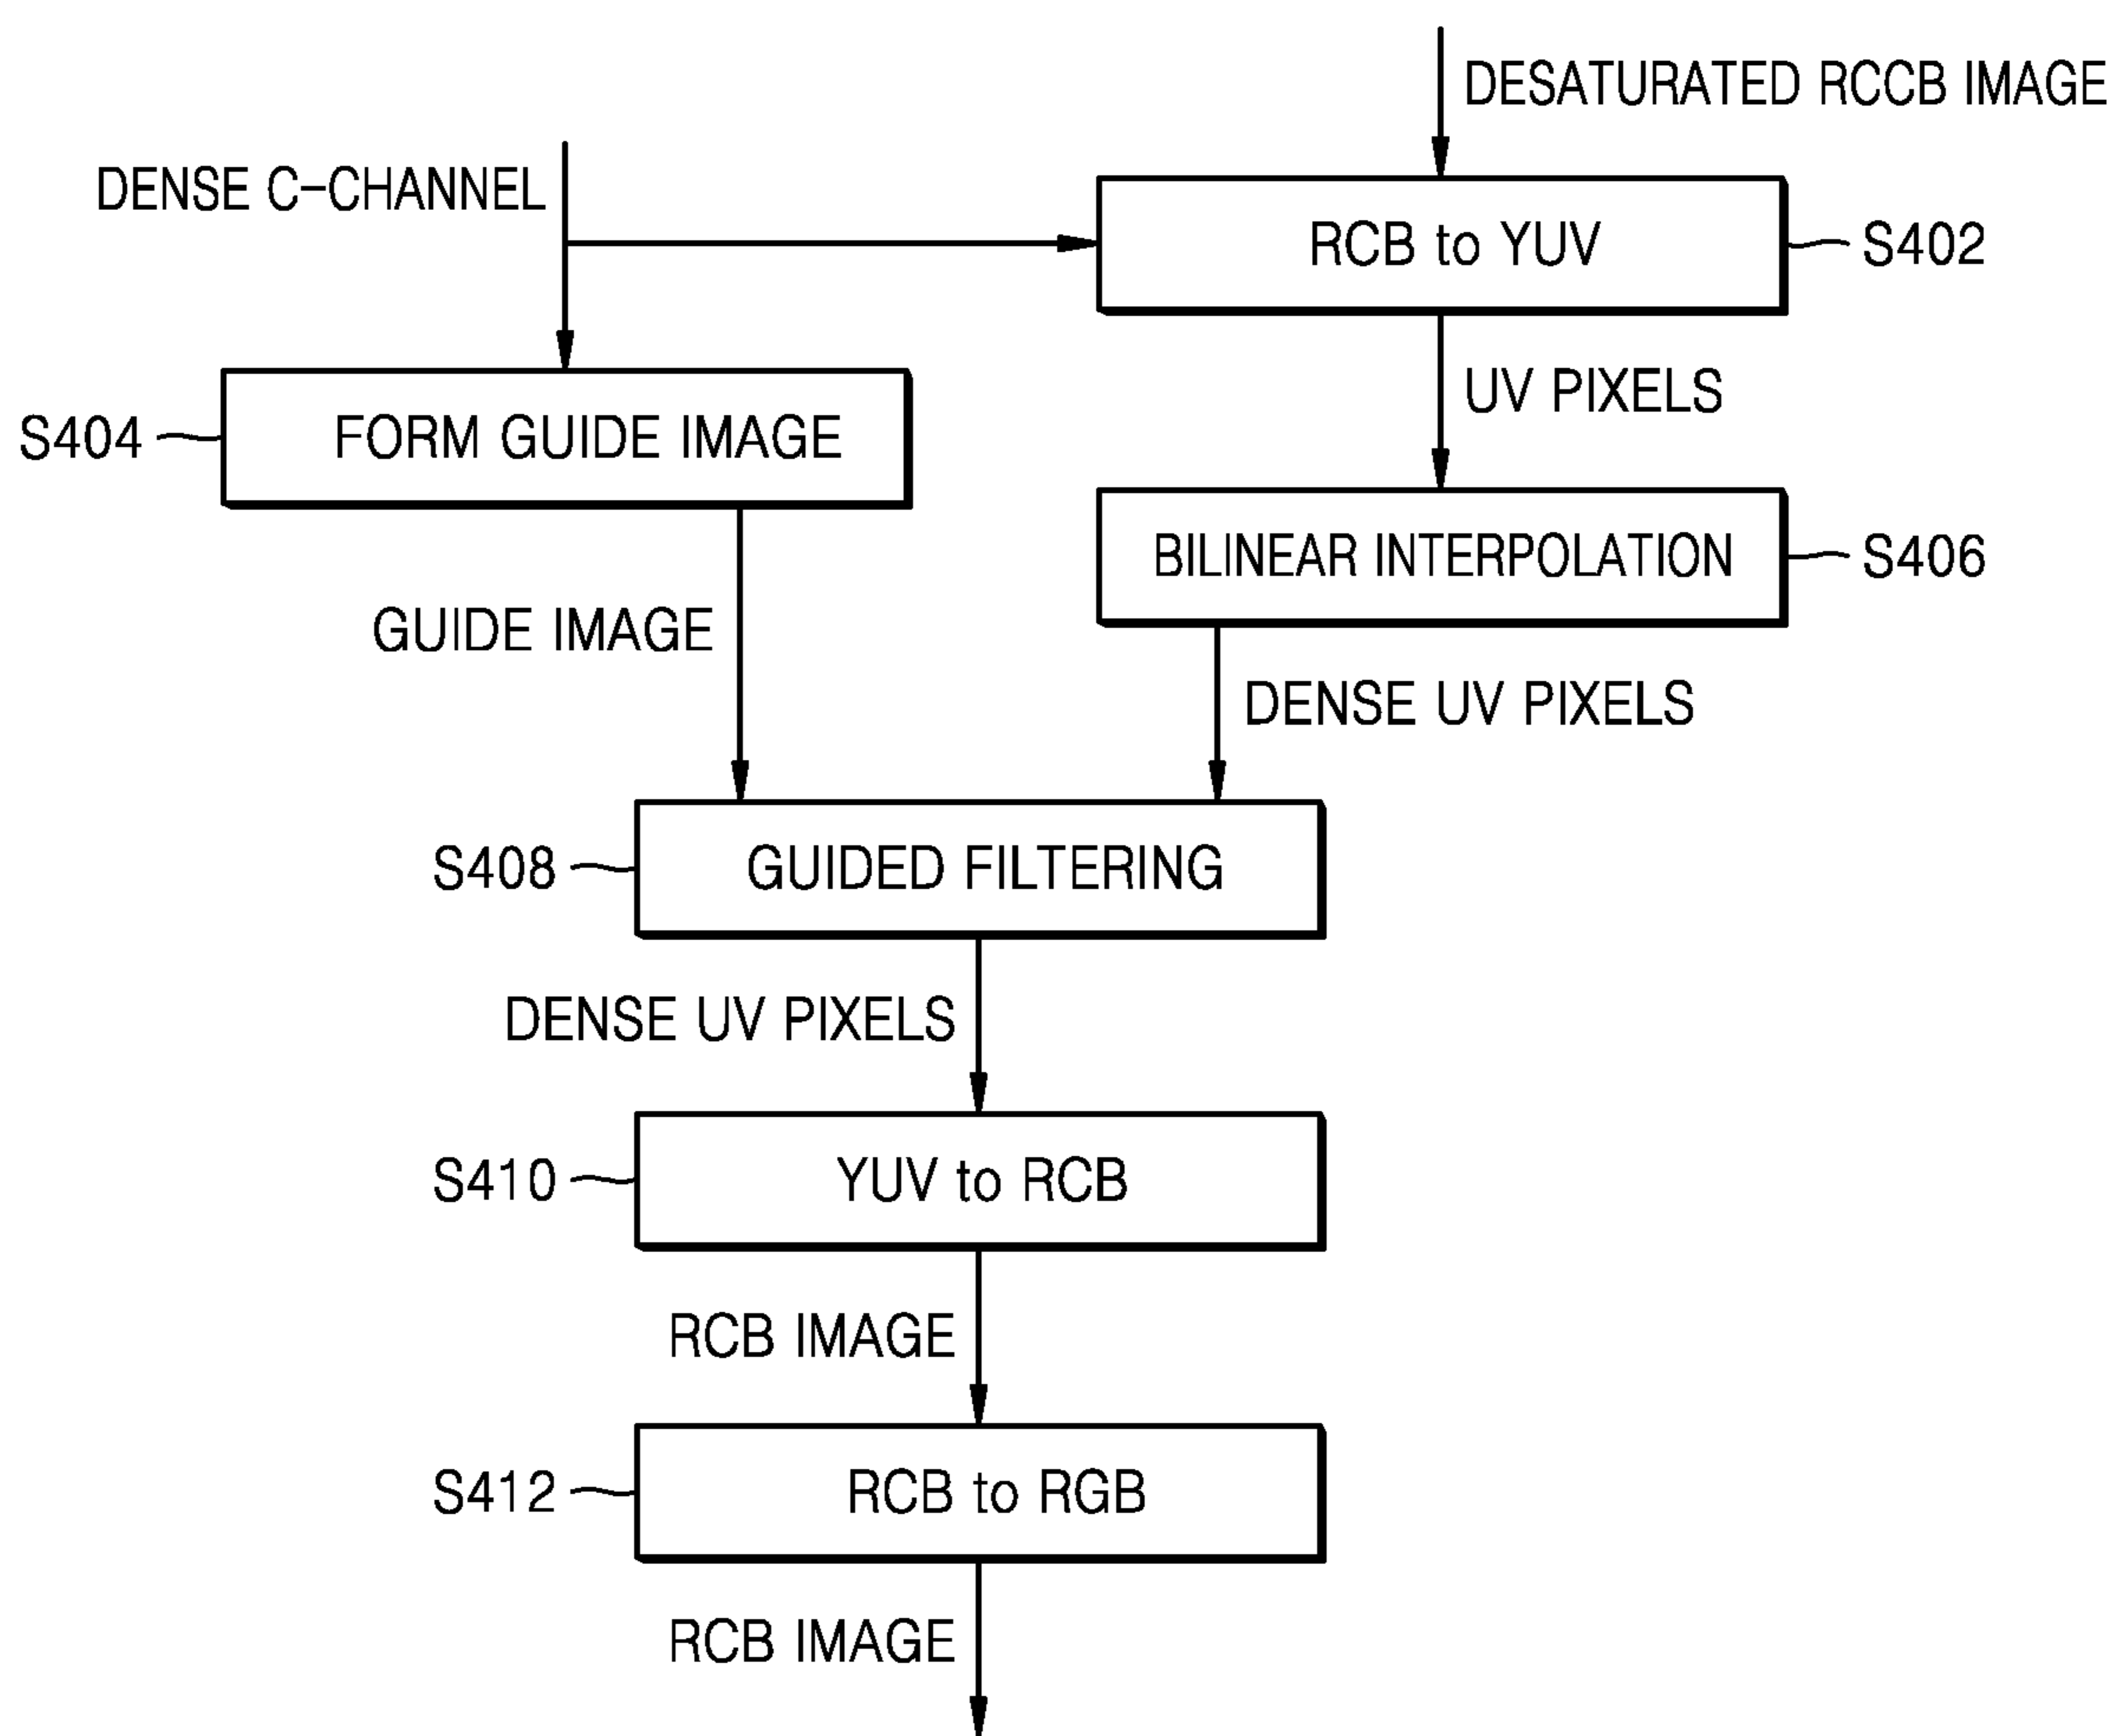 DESATURATED RCCB IMAGE
DENSE C-CHANNEL
RCB to YUV
S402
UV PIXELS
S404
FORM GUIDE IMAGE
BILINEAR INTERPOLATION
S406
GUIDE IMAGE
DENSE UV PIXELS
S408
GUIDED FILTERING
DENSE UV PIXELS
S410
YUV to RCB
RCB IMAGE
S412
RCB to RGB
RCB IMAGE